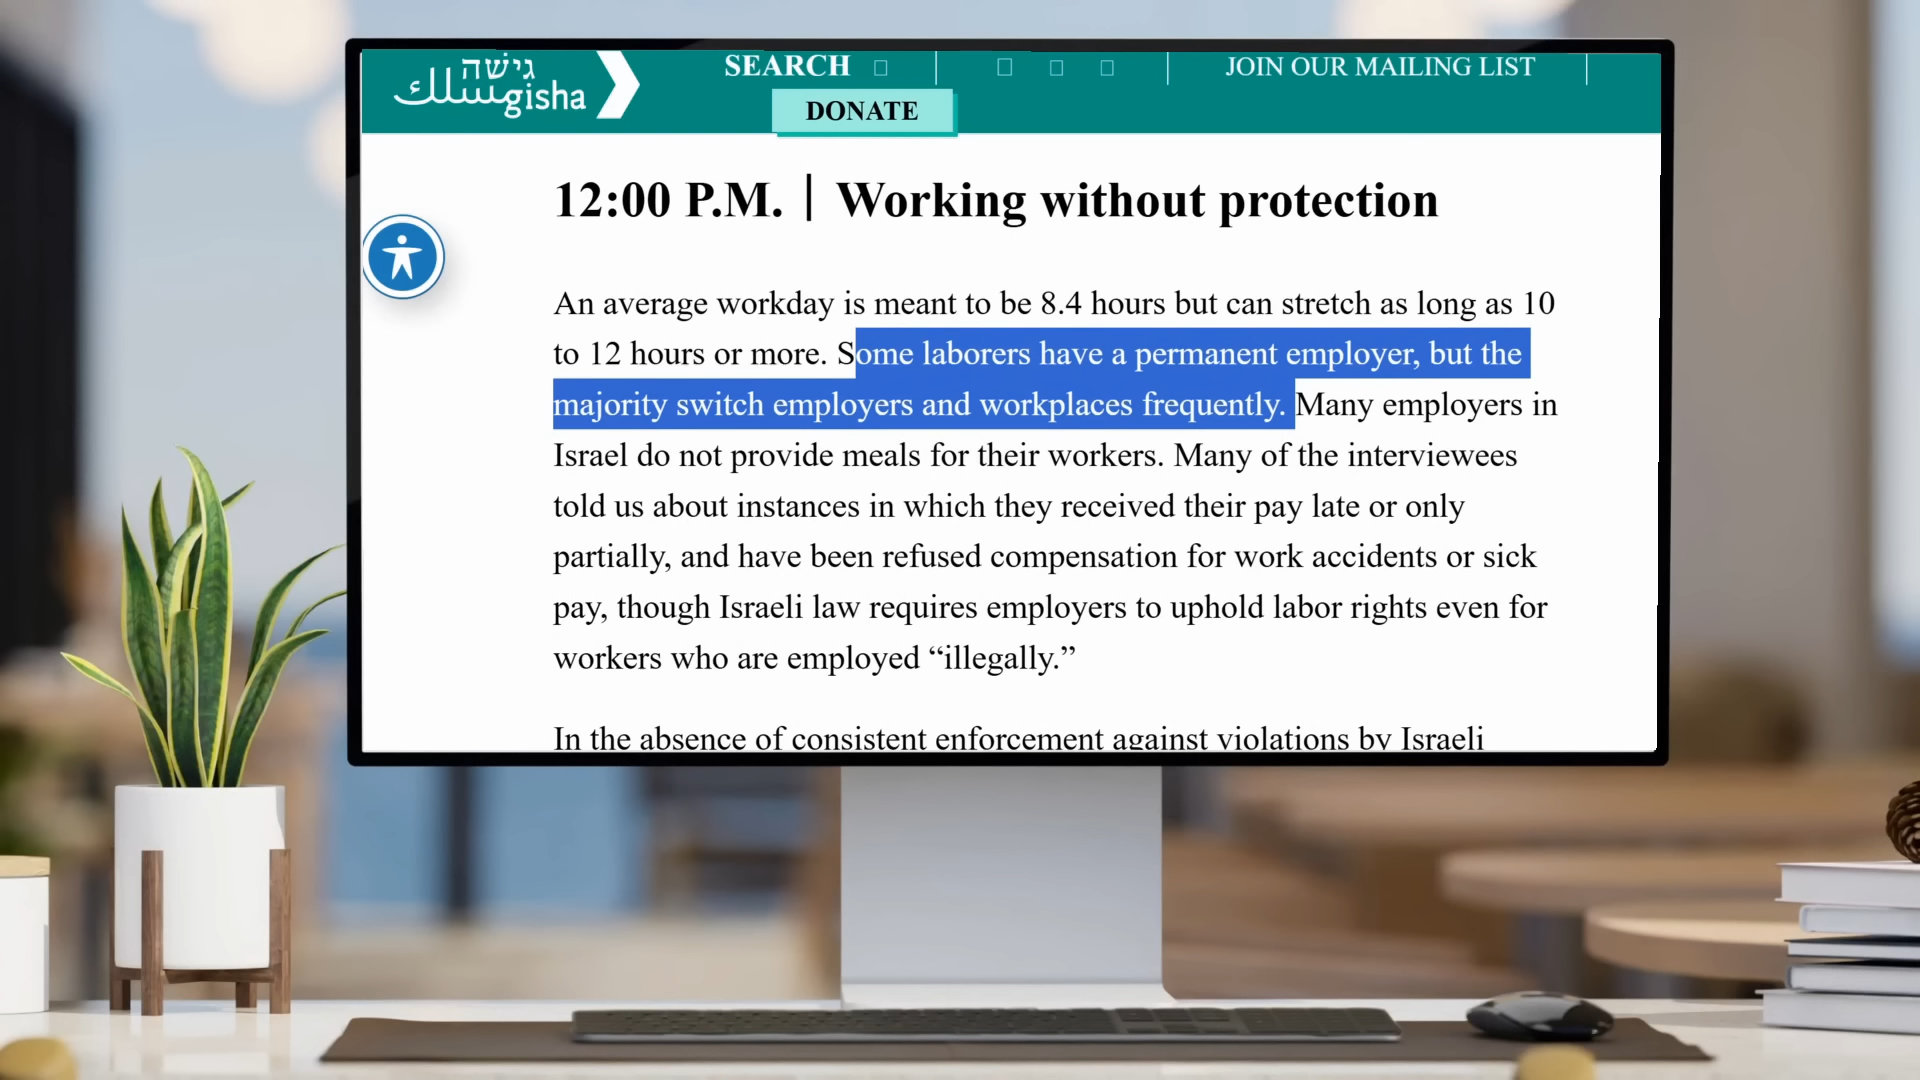 גישה
مسلك
gisha
SEARCH
JOIN OUR MAILING LIST
DONATE
12:00 P.M. | Working without protection
An average workday is meant to be 8.4 hours but can stretch as long as 10
to 12 hours or more. Some laborers have a permanent employer, but the
majority switch employers and workplaces frequently. Many employers in
Israel do not provide meals for their workers. Many of the interviewees
told us about instances in which they received their pay late or only
partially, and have been refused compensation for work accidents or sick
pay, though Israeli law requires employers to uphold labor rights even for
workers who are employed “illegally.”
In the absence of consistent enforcement against violations by Israeli